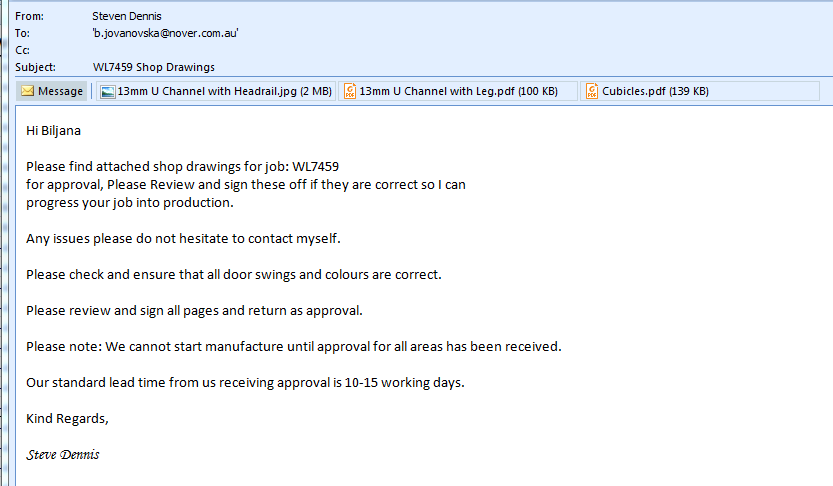 From: Steven Dennis
To: 'b.jovanovska@nover.com.au'
Cc:
Subject: WL7459 Shop Drawings
Message 13mm U Channel with Headrail.jpg (2 MB) 13mm U Channel with Leg.pdf (100 KB) Cubicles.pdf (139 KB)
Hi Biljana
Please find attached shop drawings for job: WL7459
for approval, Please Review and sign these off if they are correct so I can
progress your job into production.
Any issues please do not hesitate to contact myself.
Please check and ensure that all door swings and colours are correct.
Please review and sign all pages and return as approval.
Please note: We cannot start manufacture until approval for all areas has been received.
Our standard lead time from us receiving approval is 10-15 working days.
Kind Regards,
Steve Dennis